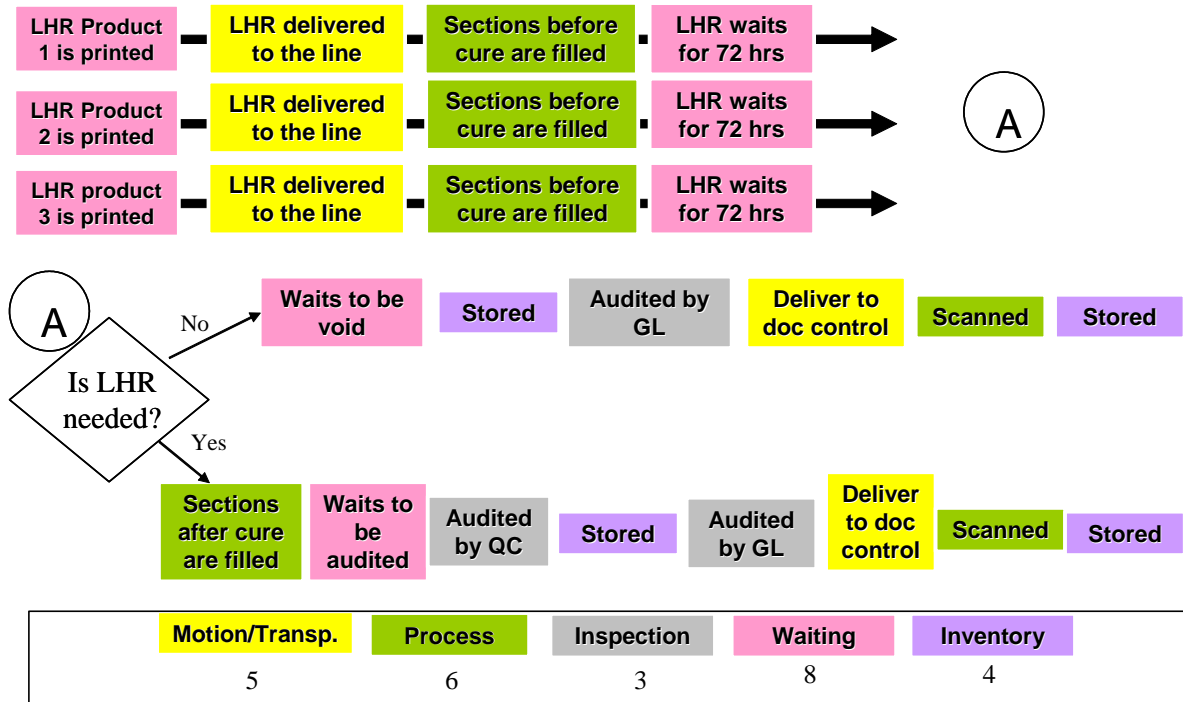 LHR Product
1 is printed
LHR delivered
to the line
Sections before
cure are filled
LHR waits
for 72 hrs
LHR Product
2 is printed
LHR delivered
to the line
Sections before
cure are filled
LHR waits
for 72 hrs
A
LHR product
3 is printed
LHR delivered
to the line
Sections before
cure are filled
LHR waits
for 72 hrs
A
Is LHR
needed?
No
Waits to be
void
Stored
Audited by
GL
Deliver to
doc control
Scanned
Stored
Yes
Sections
after cure
are filled
Waits to
be
audited
Audited
by QC
Stored
Audited
by GL
Deliver
to doc
control
Scanned
Stored
Motion/Transp.
Process
Inspection
Waiting
Inventory
5
6
3
8
4